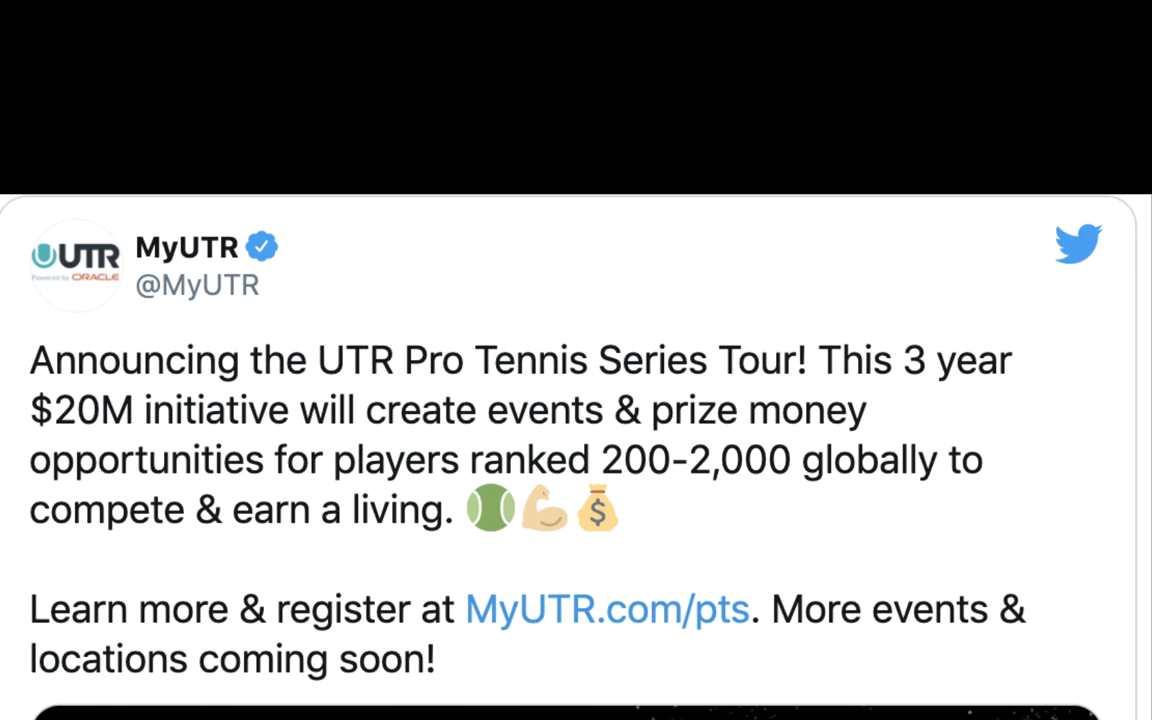 UUTR
Powered by ORACLE
MyUTR
@MyUTR
Announcing the UTR Pro Tennis Series Tour! This 3 year
$20M initiative will create events & prize money
opportunities for players ranked 200-2,000 globally to
compete & earn a living. 🎾💪🏼💰
Learn more & register at MyUTR.com/pts. More events &
locations coming soon!